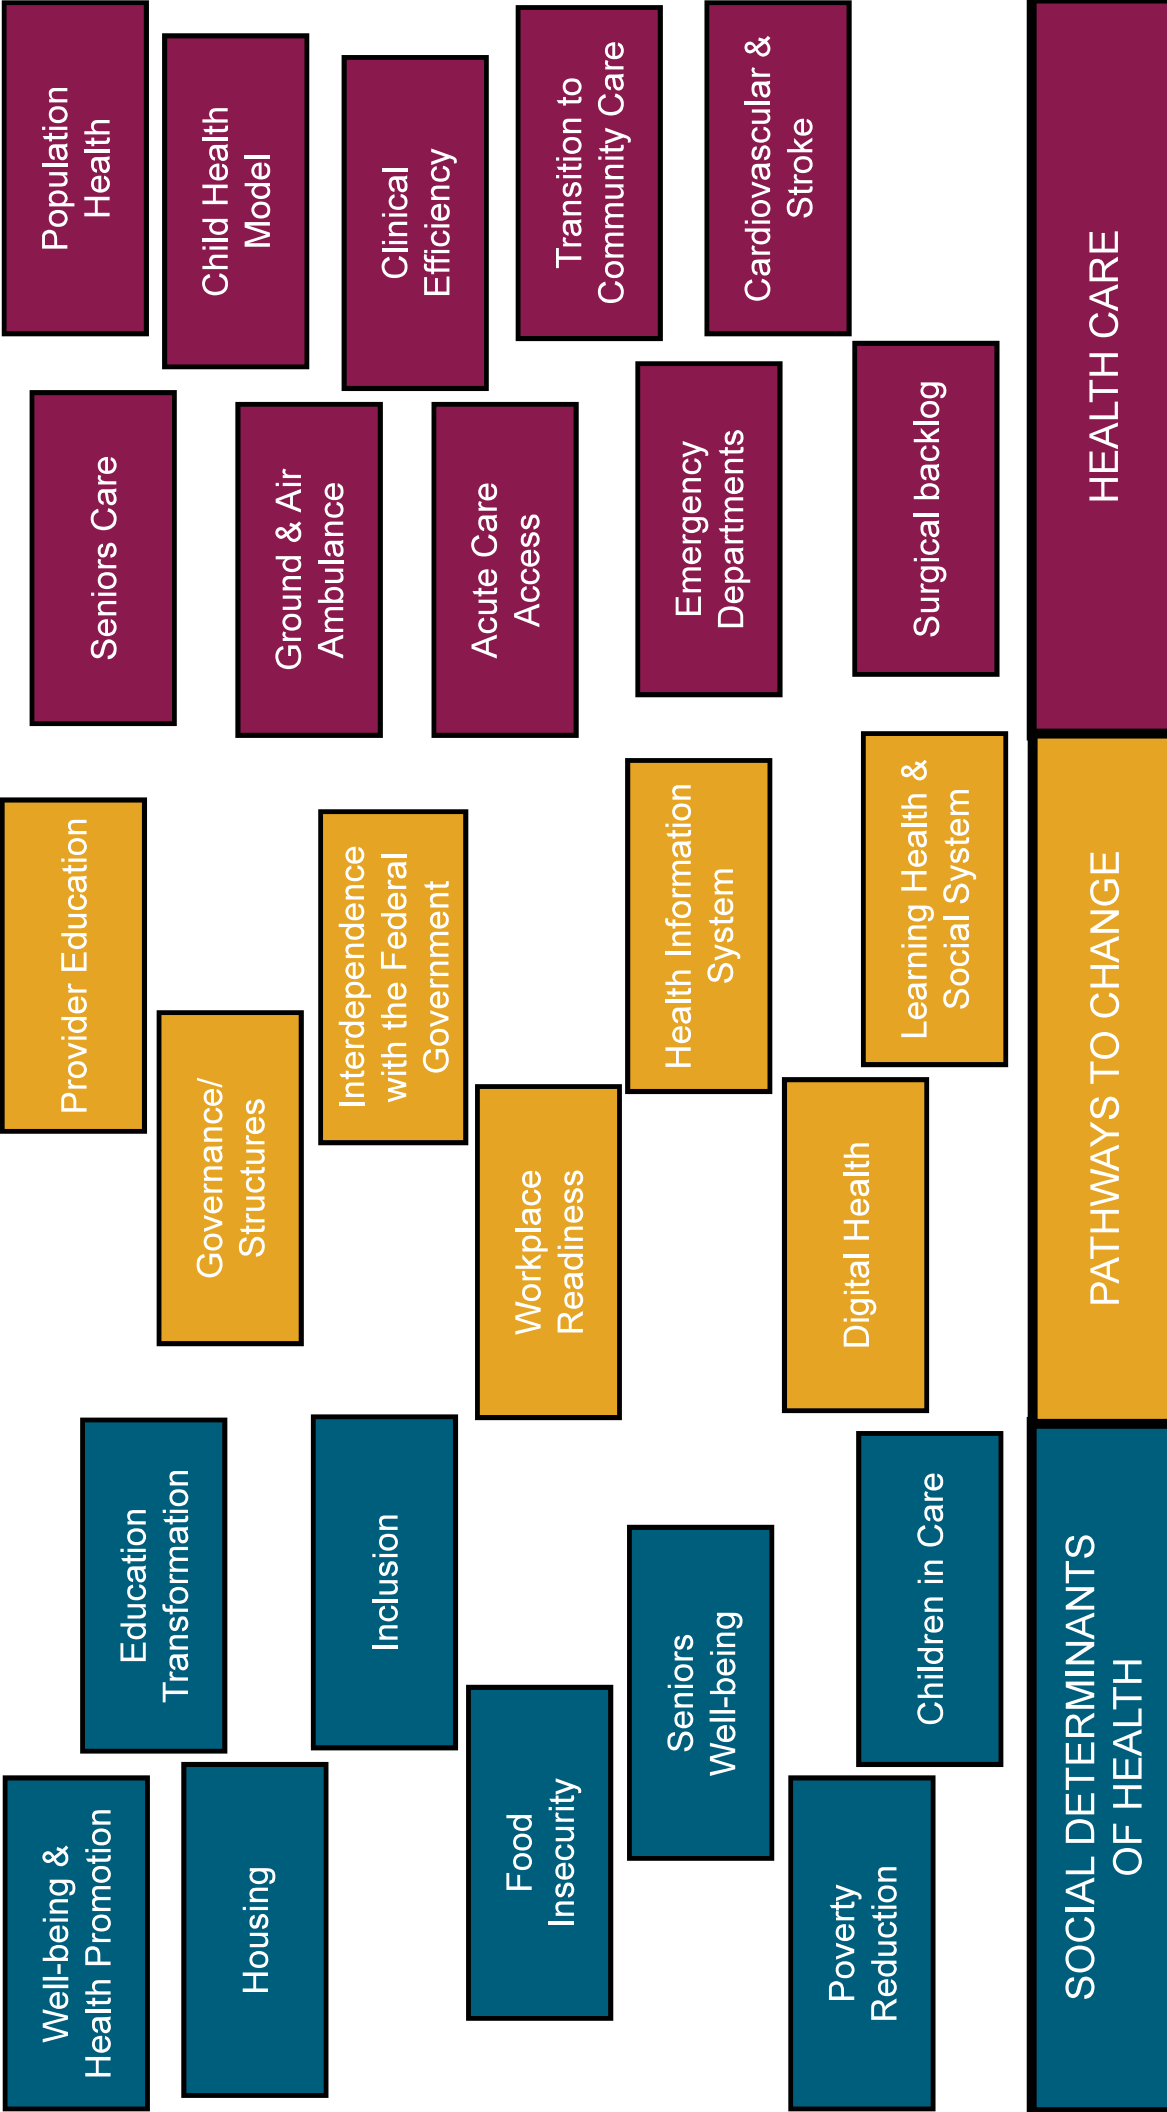 Well-being &
Health Promotion
Housing
Education
Transformation
Inclusion
Food
Insecurity
Seniors
Well-being
Poverty
Reduction
Children in Care
SOCIAL DETERMINANTS
OF HEALTH
Provider Education
Governance/
Structures
Interdependence
with the Federal
Government
Workplace
Readiness
Health Information
System
Digital Health
Learning Health &
Social System
PATHWAYS TO CHANGE
Population
Health
Seniors Care
Child Health
Model
Ground & Air
Ambulance
Clinical
Efficiency
Acute Care
Access
Transition to
Community Care
Emergency
Departments
Cardiovascular &
Stroke
Surgical backlog
HEALTH CARE